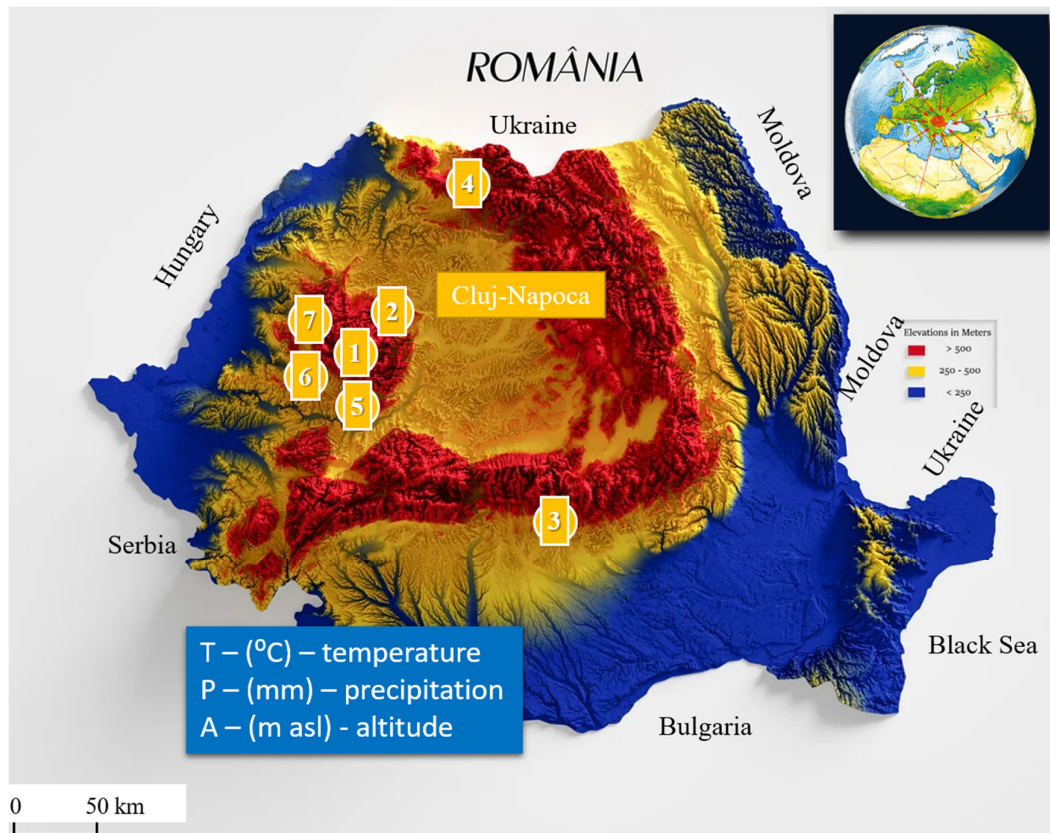 ROMÂNIA
Ukraine
Moldova
Hungary
4
Cluj-Napoca
2
7
1
6
5
Moldova
Elevations in Meters
> 500
250 - 500
< 250
Ukraine
3
Serbia
T – (⁰C) – temperature
P – (mm) – precipitation
A – (m asl) - altitude
Black Sea
Bulgaria
0 50 km